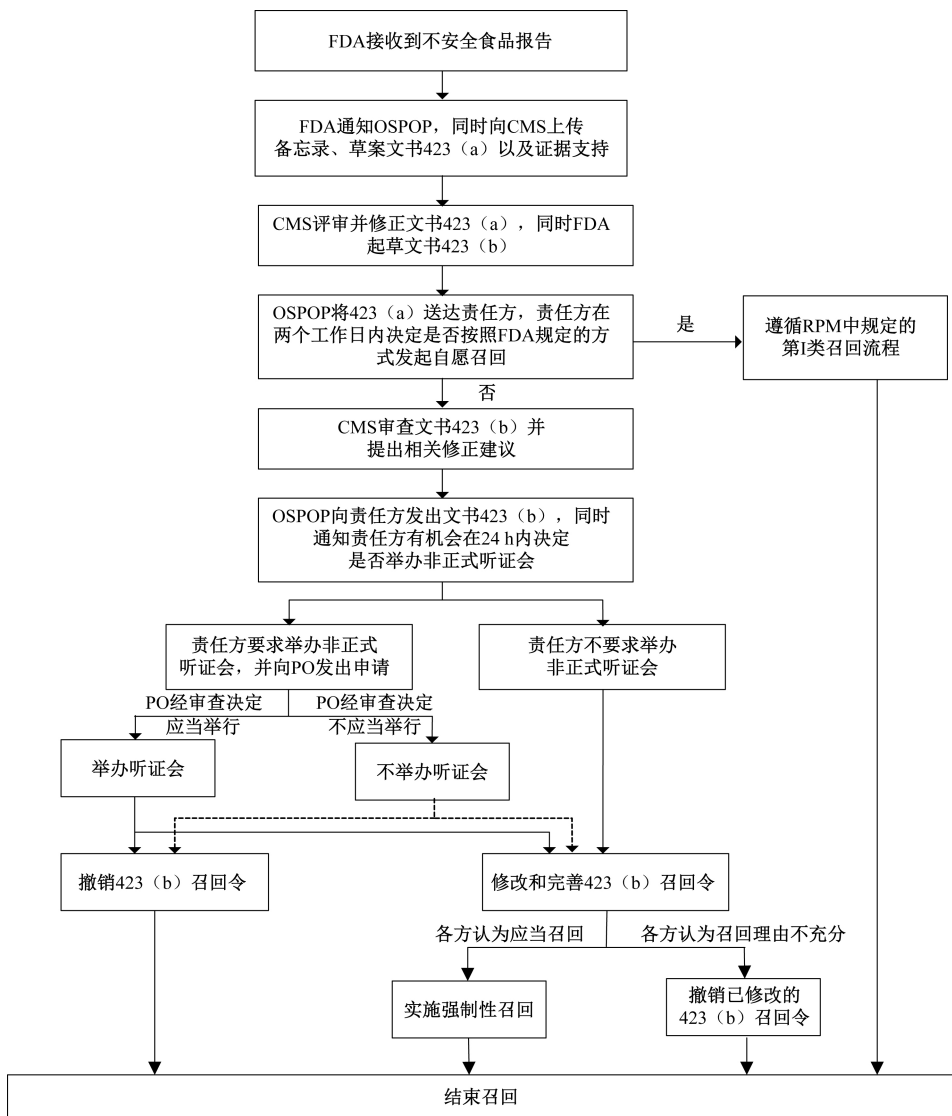 FDA接收到不安全食品报告
FDA通知OSPOP，同时向CMS上传
备忘录、草案文书423（a）以及证据支持
CMS评审并修正文书423（a），同时FDA
起草文书423（b）
OSPOP将423（a）送达责任方，责任方在
两个工作日内决定是否按照FDA规定的方
式发起自愿召回
是
遵循RPM中规定的
第I类召回流程
否
CMS审查文书423（b）并
提出相关修正建议
OSPOP向责任方发出文书423（b），同时
通知责任方有机会在24 h内决定
是否举办非正式听证会
责任方要求举办非正式
听证会，并向PO发出申请
责任方不要求举办
非正式听证会
PO经审查决定
应当举行
PO经审查决定
不应当举行
举办听证会
不举办听证会
撤销423（b）召回令
修改和完善423（b）召回令
各方认为应当召回
各方认为召回理由不充分
实施强制性召回
撤销已修改的
423（b）召回令
结束召回